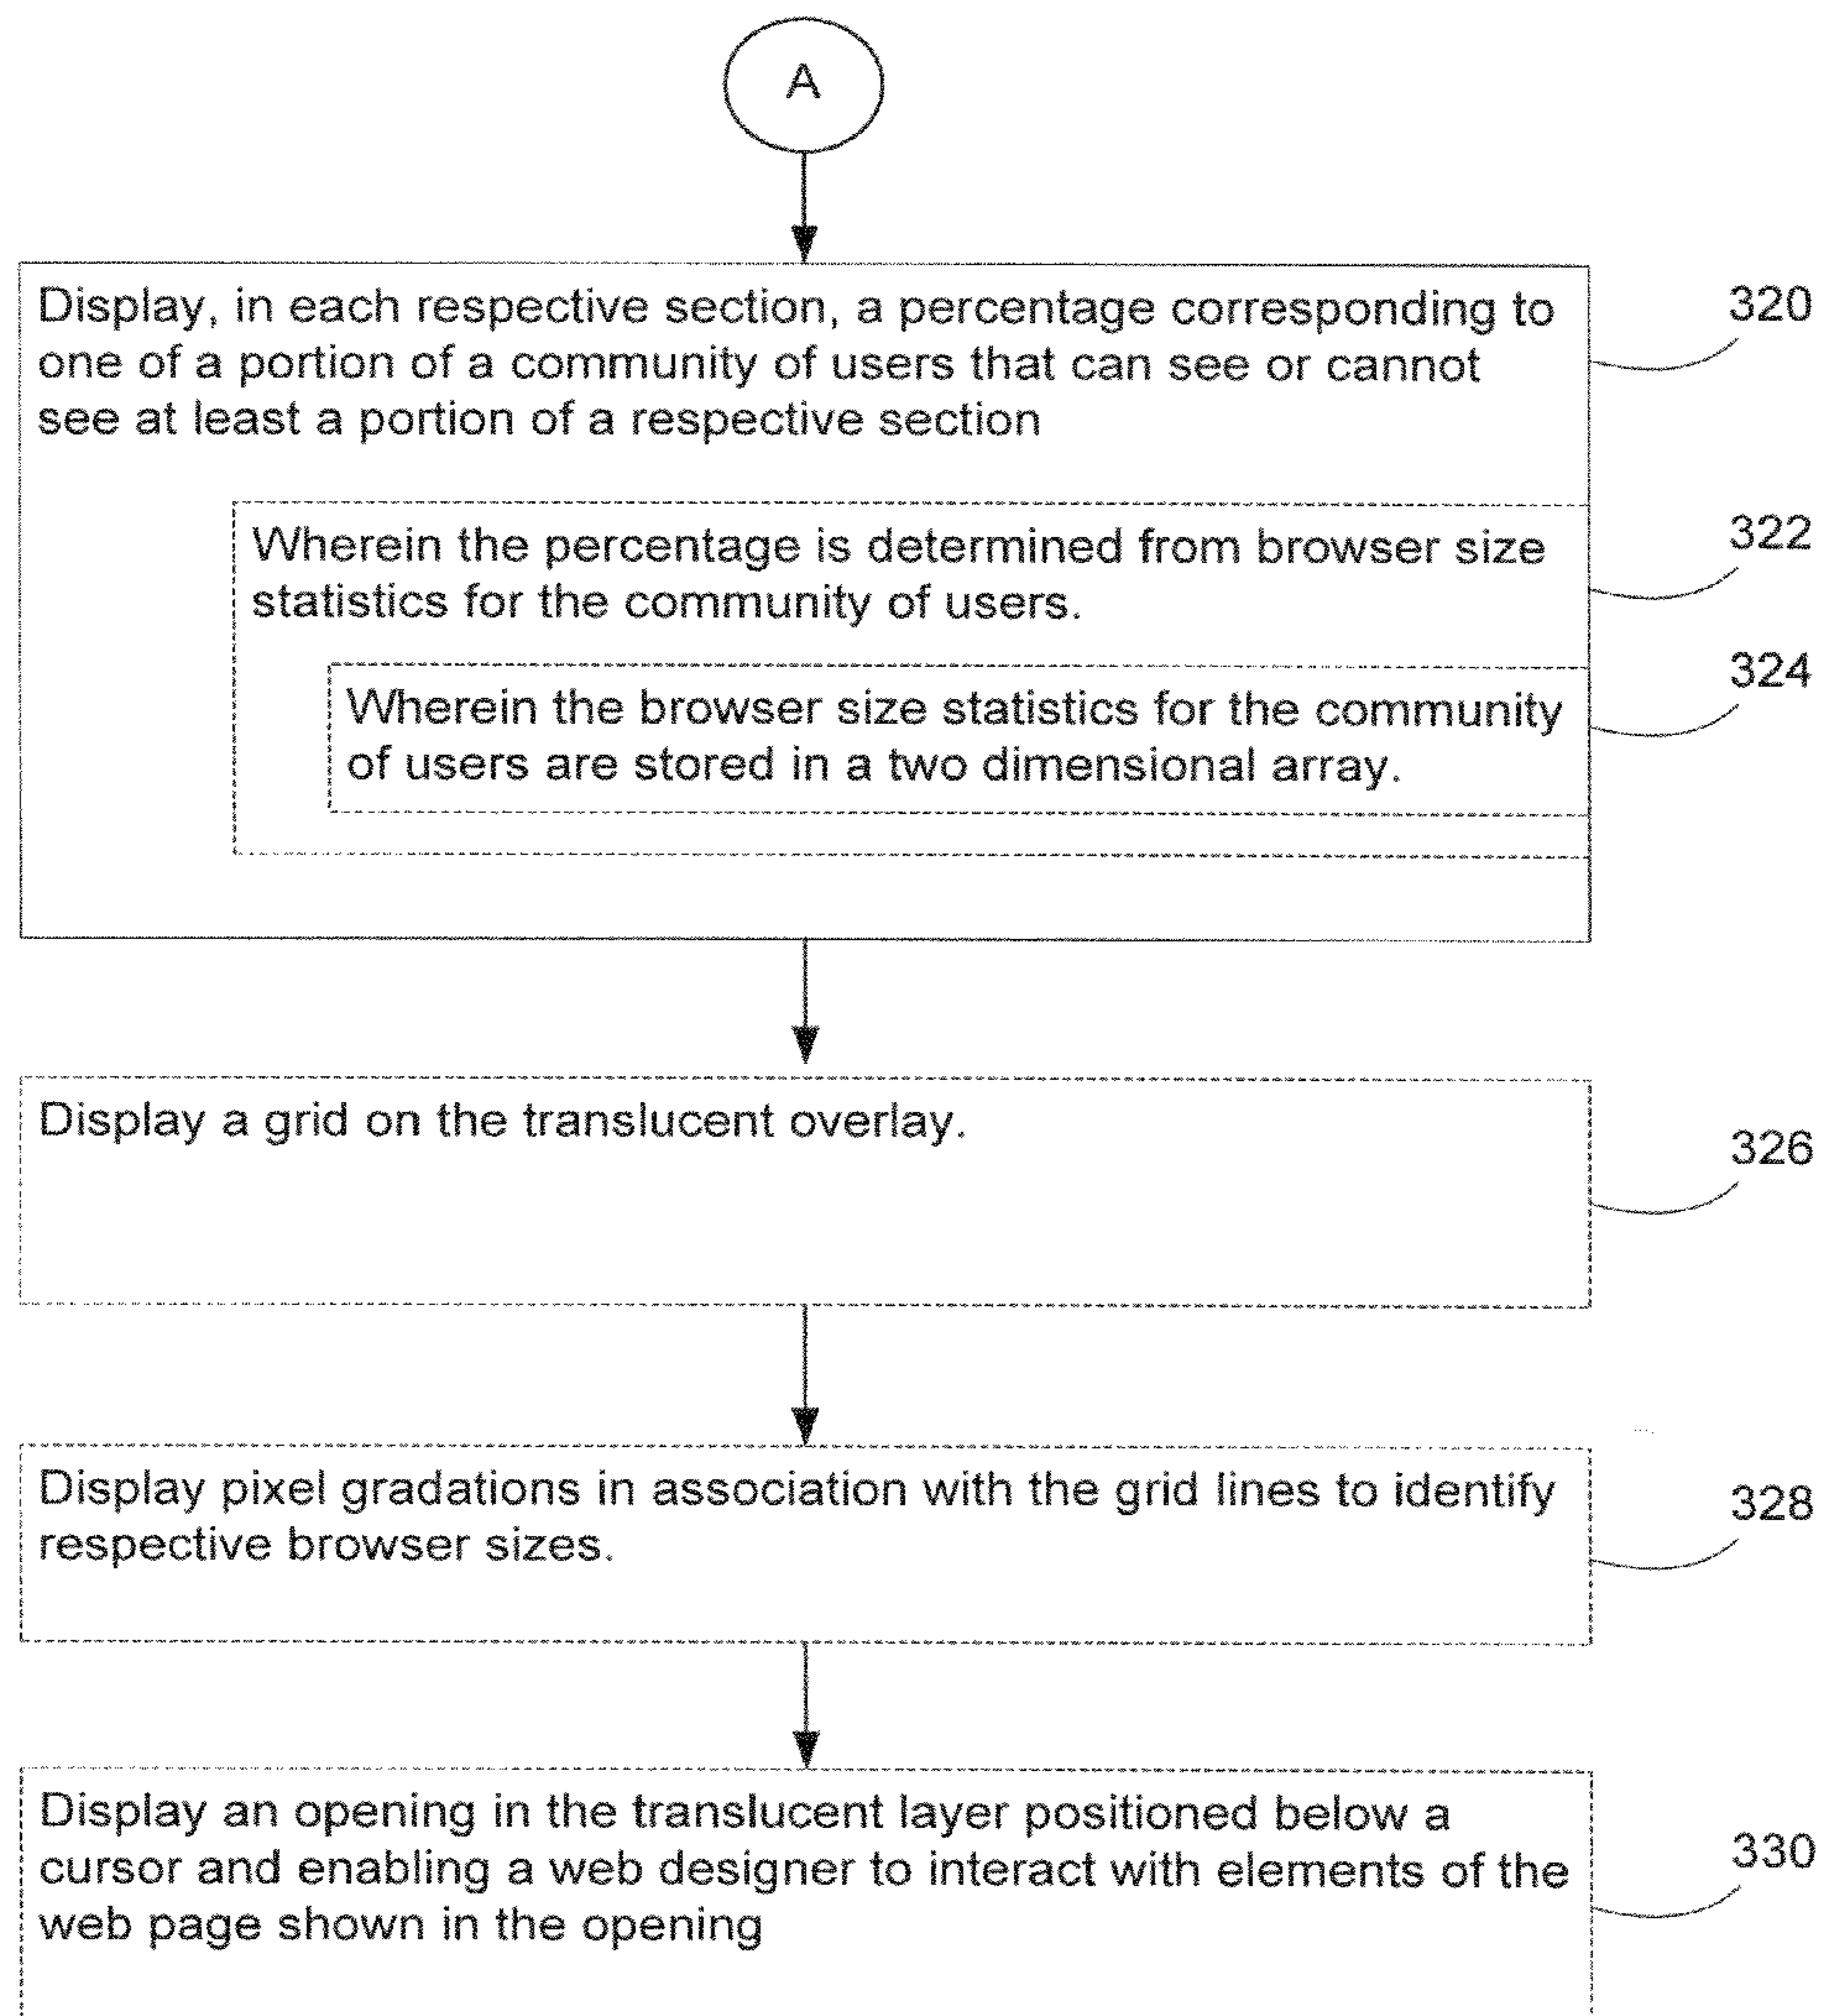 A
Display, in each respective section, a percentage corresponding to
320
one of a portion of a community of users that can see or cannot
see at least a portion of a respective section
Wherein the percentage is determined from browser size
322
statistics for the community of users.
324
Wherein the browser size statistics for the community
of users are stored in a two dimensional array.
Display a grid on the translucent overlay.
326
Display pixel gradations in association with the grid lines to identify
328
respective browser sizes.
Display an opening in the translucent layer positioned below a
330
cursor and enabling a web designer to interact with elements of the
web page shown in the opening